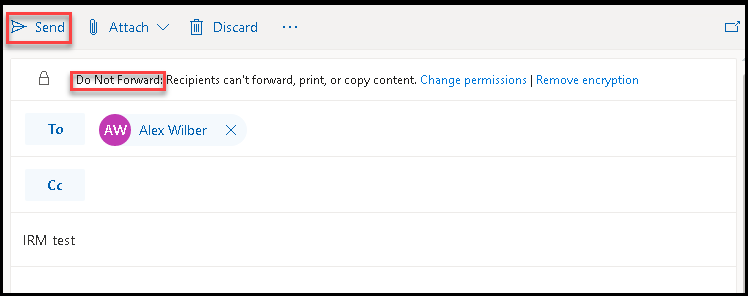 Send Attach Discard ...
Do Not Forward: Recipients can't forward, print, or copy content. Change permissions | Remove encryption
To AW Alex Wilber
Cc
IRM test